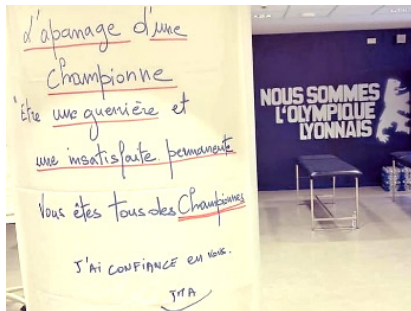 L'apanage d'une
Championne
"Être une guerrière et
une insatisfaite permanente
Vous êtes tous des Championnes
J'AI CONFIANCE EN VOUS.
JMA
NOUS SOMMES
L'OLYMPIQUE
LYONNAIS